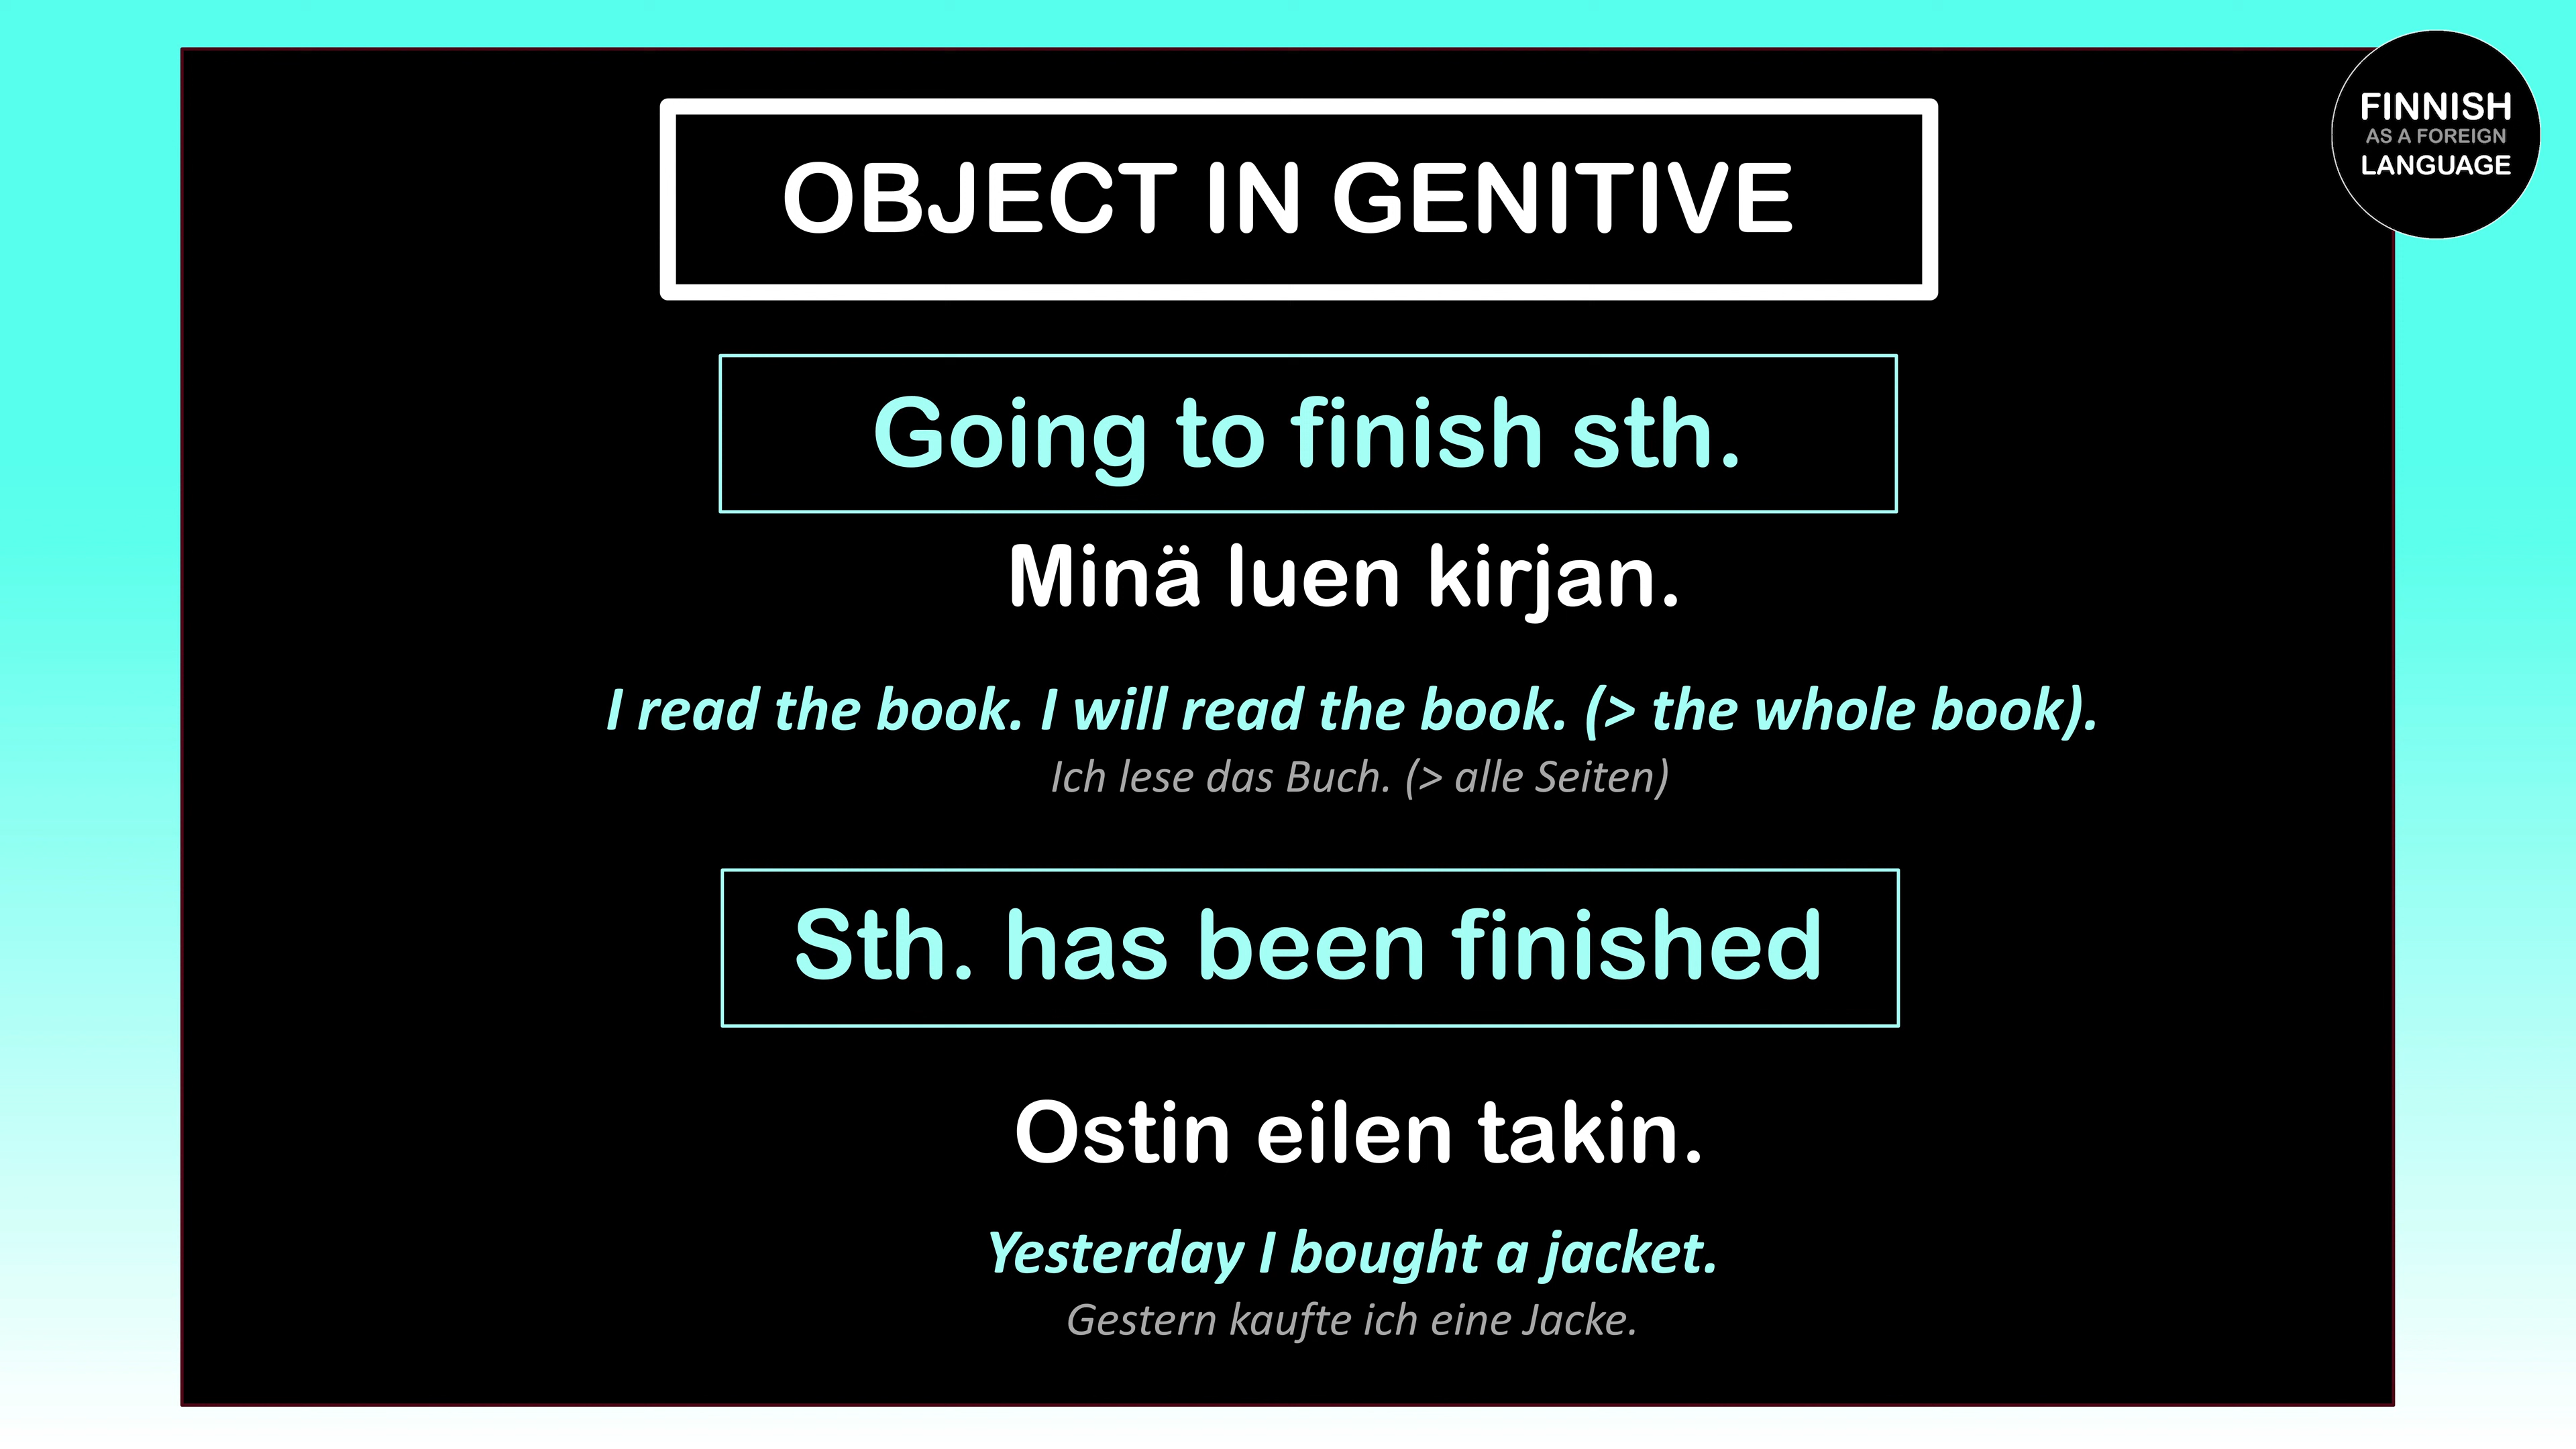 FINNISH
AS A FOREIGN
LANGUAGE
OBJECT IN GENITIVE
Going to finish sth.
Minä luen kirjan.
I read the book. I will read the book. (> the whole book).
Ich lese das Buch. (> alle Seiten)
Sth. has been finished
Ostin eilen takin.
Yesterday I bought a jacket.
Gestern kaufte ich eine Jacke.